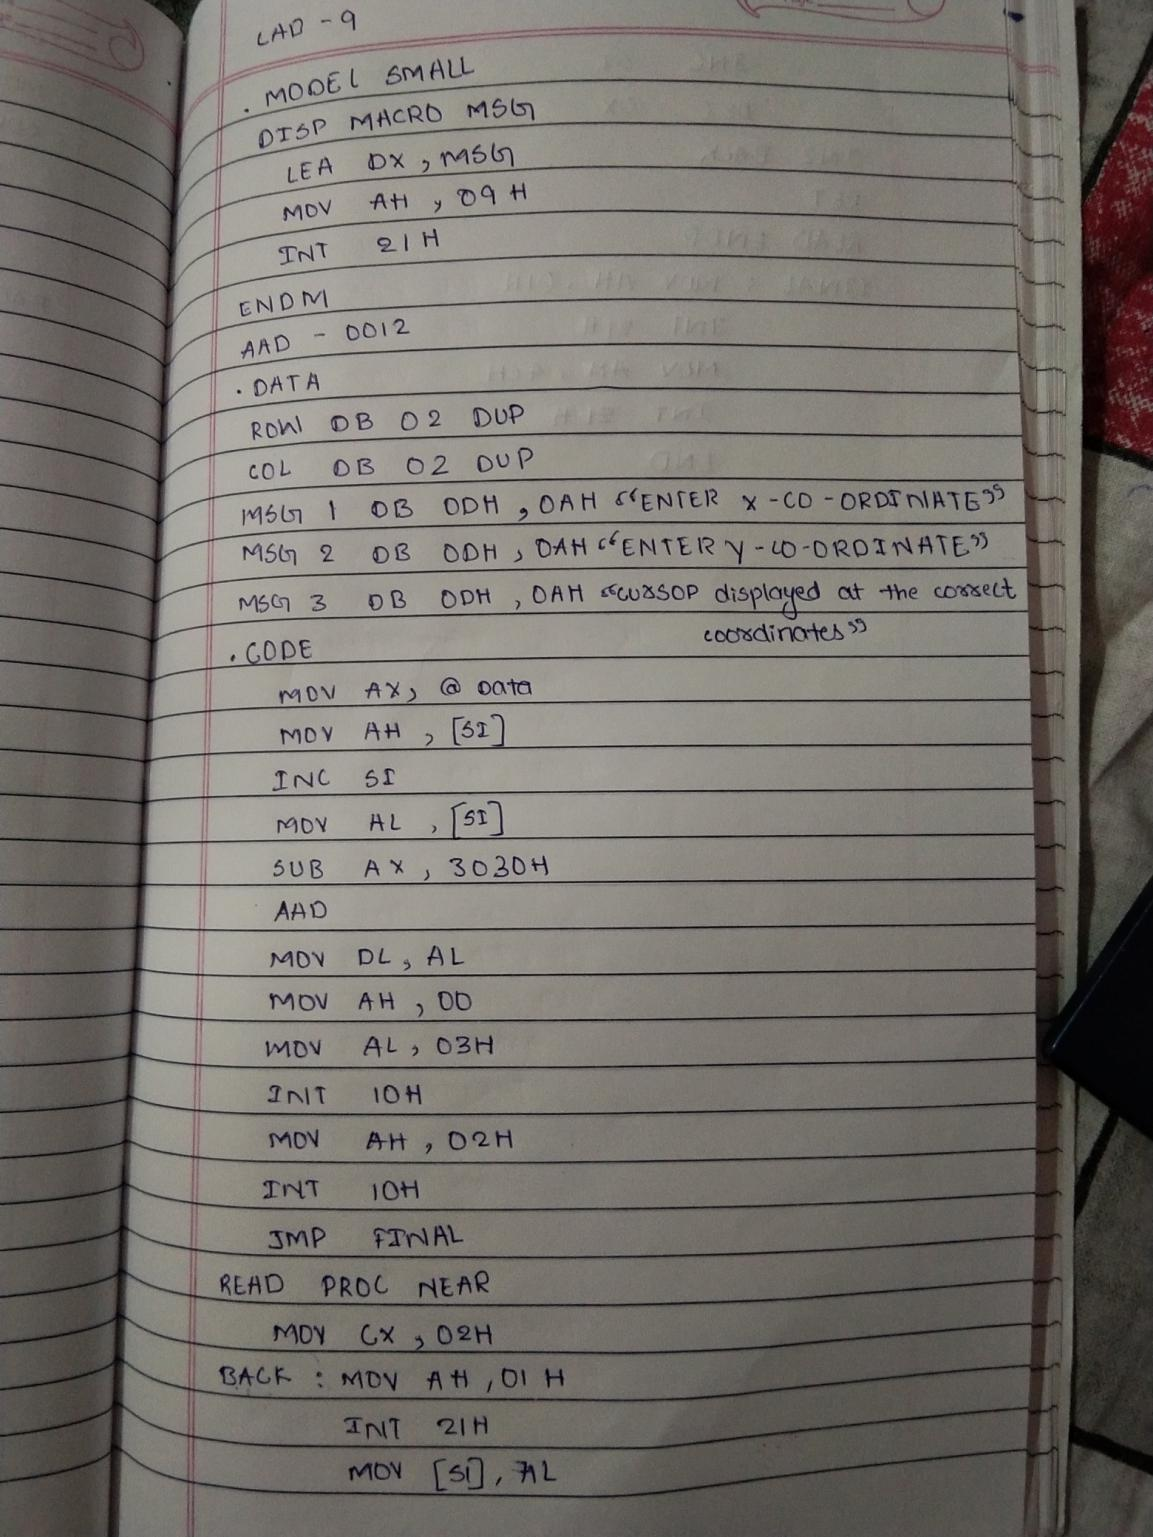 LAB - 9
. MODEL SMALL
DISP MACRO MSG
LEA DX, MSG
MOV AH, 09H
INT 21H
ENDM
AAD - 0012
. DATA
ROW DB 02 DUP
COL DB 02 DUP
MSG 1 DB 0DH, 0AH "ENTER X-CO-ORDINATE"
MSG 2 DB 0DH, 0AH "ENTER Y-CO-ORDINATE"
MSG 3 DB 0DH, 0AH "CURSOP displayed at the correct
coordinates"
. CODE
MOV AX, @ Data
MOV AH, [SI]
INC SI
MOV AL, [SI]
SUB AX, 3030H
AAD
MOV DL, AL
MOV AH, 00
MOV AL, 03H
INT 10H
MOV AH, 02H
INT 10H
JMP FINAL
READ PROC NEAR
MOV CX, 02H
BACK : MOV AH, 01H
INT 21H
MOV [SI], AL